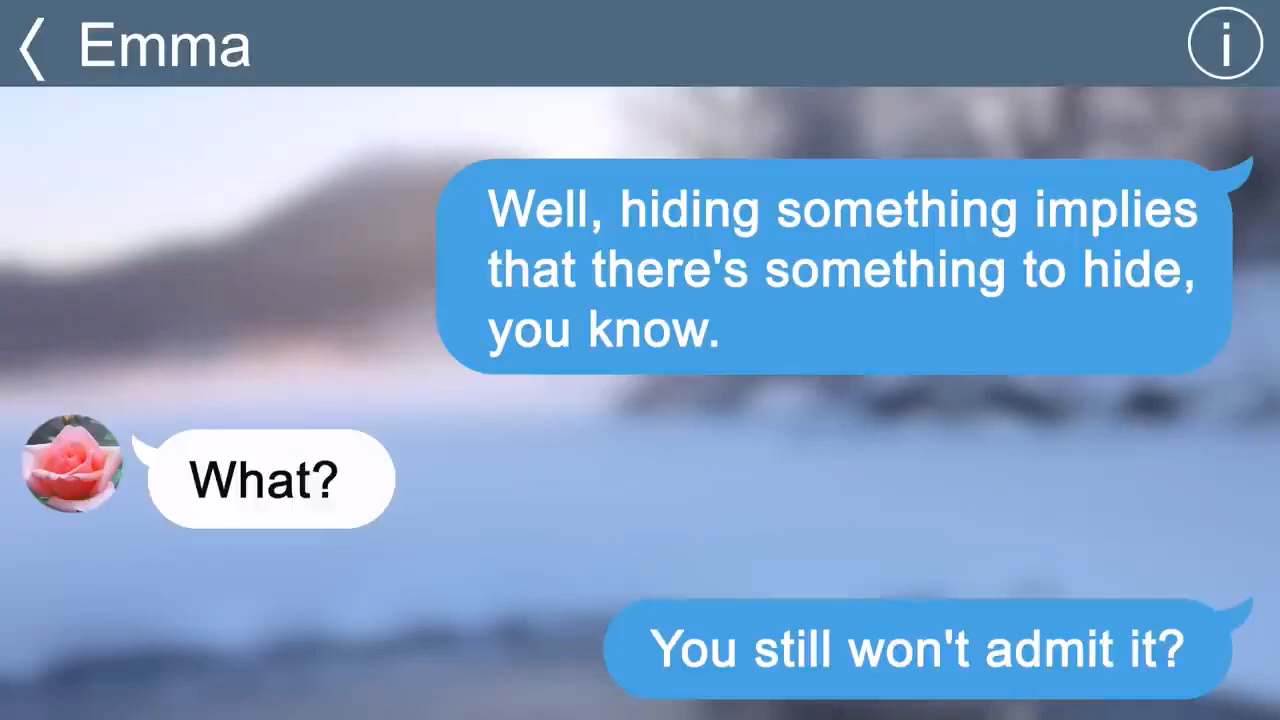 Emma
i
Well, hiding something implies
that there's something to hide,
you know.
What?
You still won't admit it?